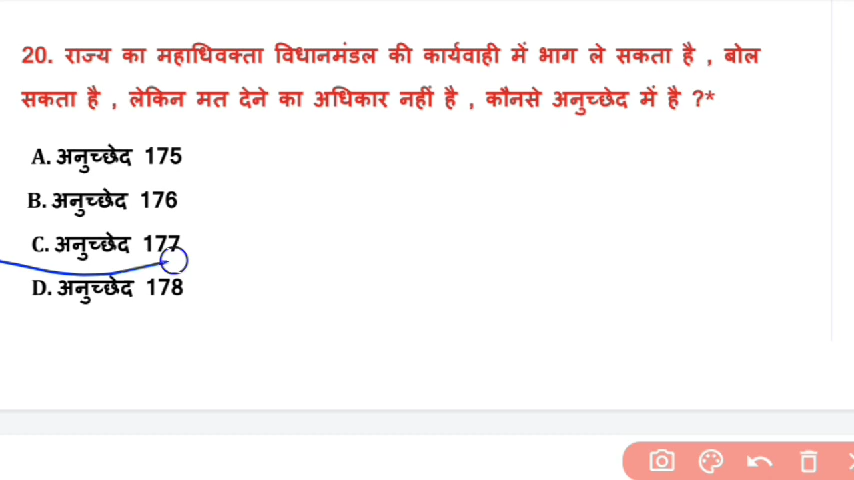 20. राज्य का महाधिवक्ता विधानमंडल की कार्यवाही में भाग ले सकता है , बोल
सकता है , लेकिन मत देने का अधिकार नहीं है , कौनसे अनुच्छेद में है ?*
A. अनुच्छेद 175
B. अनुच्छेद 176
C. अनुच्छेद 177
D. अनुच्छेद 178